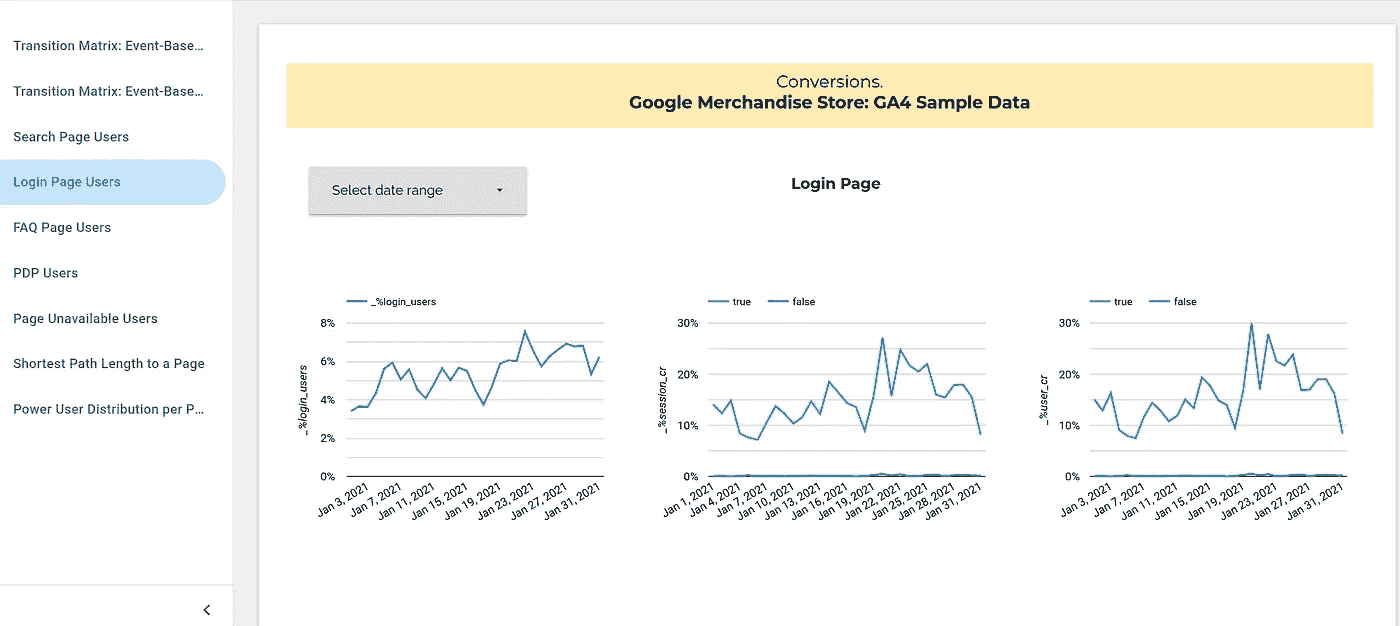 Transition Matrix: Event-Base...
Transition Matrix: Event-Base...
Search Page Users
Login Page Users
FAQ Page Users
PDP Users
Page Unavailable Users
Shortest Path Length to a Page
Power User Distribution per P...
Conversions.
Google Merchandise Store: GA4 Sample Data
Select date range
Login Page
_%login_users
8%
6%
4%
2%
0%
_%login_users
Jan 3, 2021
Jan 7, 2021
Jan 11, 2021
Jan 15, 2021
Jan 19, 2021
Jan 23, 2021
Jan 27, 2021
Jan 31, 2021
true false
30%
20%
10%
0%
_%session_cr
Jan 1, 2021
Jan 4, 2021
Jan 7, 2021
Jan 10, 2021
Jan 13, 2021
Jan 16, 2021
Jan 19, 2021
Jan 22, 2021
Jan 25, 2021
Jan 28, 2021
Jan 31, 2021
true false
30%
20%
10%
0%
_%user_cr
Jan 3, 2021
Jan 7, 2021
Jan 11, 2021
Jan 15, 2021
Jan 19, 2021
Jan 23, 2021
Jan 27, 2021
Jan 31, 2021